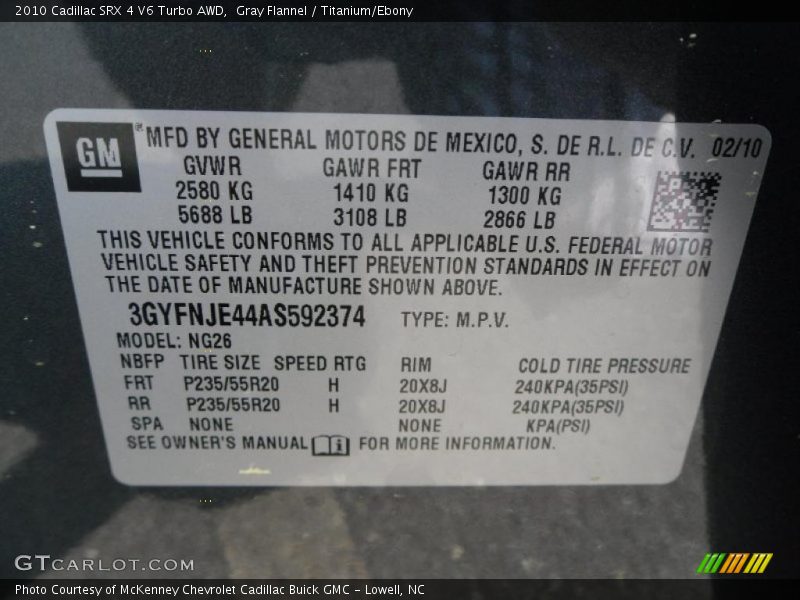 2010 Cadillac SRX 4 V6 Turbo AWD,  Gray Flannel / Titanium/Ebony
GM ® MFD BY GENERAL MOTORS DE MEXICO, S. DE R.L. DE C.V. 02/10
GVWR GAWR FRT GAWR RR
2580 KG 1410 KG 1300 KG
5688 LB 3108 LB 2866 LB
THIS VEHICLE CONFORMS TO ALL APPLICABLE U.S. FEDERAL MOTOR
VEHICLE SAFETY AND THEFT PREVENTION STANDARDS IN EFFECT ON
THE DATE OF MANUFACTURE SHOWN ABOVE.
3GYFNJE44AS592374 TYPE: M.P.V.
MODEL: NG26
NBFP TIRE SIZE SPEED RTG RIM COLD TIRE PRESSURE
FRT P235/55R20 H 20X8J 240KPA(35PSI)
RR P235/55R20 H 20X8J 240KPA(35PSI)
SPA NONE NONE KPA(PSI)
SEE OWNER'S MANUAL FOR MORE INFORMATION.
GTCARLOT.COM
Photo Courtesy of McKenney Chevrolet Cadillac Buick GMC - Lowell, NC